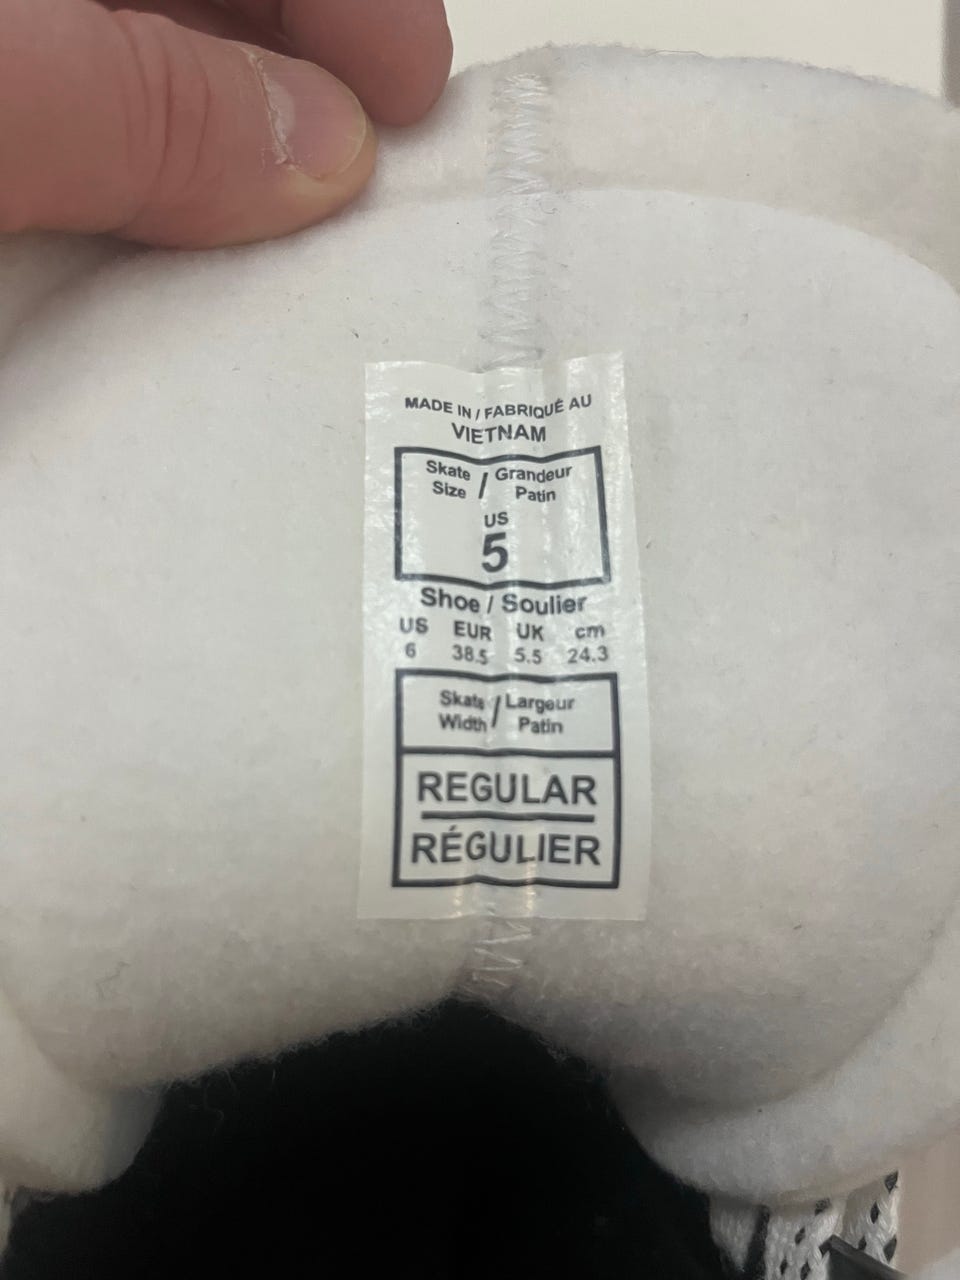 MADE IN / FABRIQUÉ AU
VIETNAM
Skate Size / Grandeur Patin
US
5
Shoe / Soulier
US EUR UK cm
6 38.5 5.5 24.3
Skate Width / Largeur Patin
REGULAR
RÉGULIER